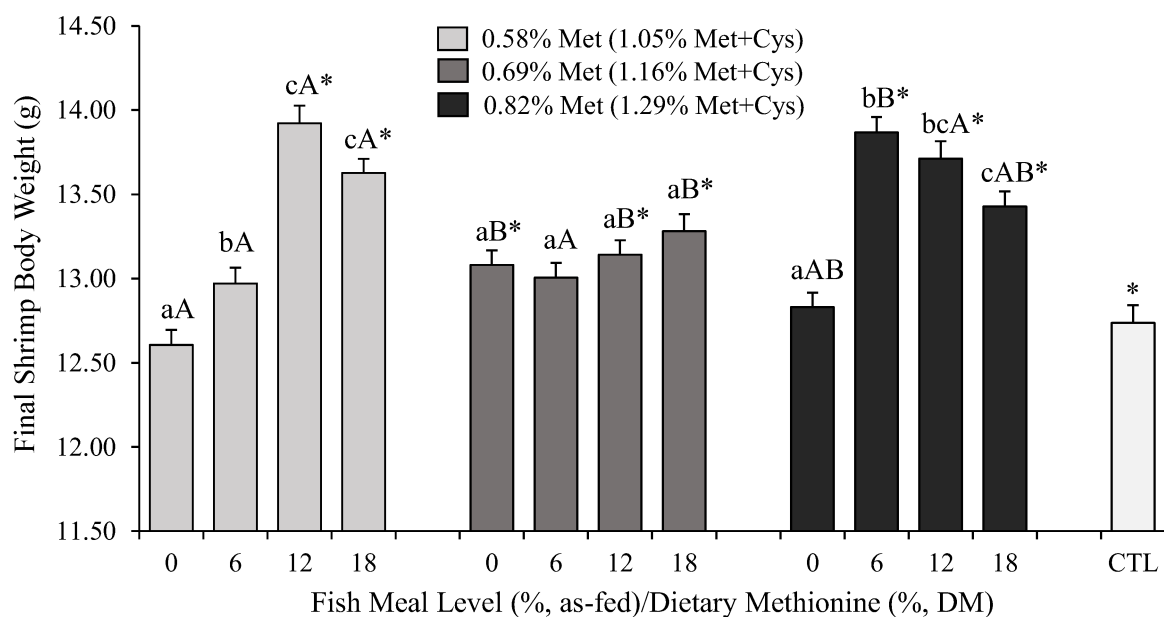 Final Shrimp Body Weight (g)
14.50
14.00
13.50
13.00
12.50
12.00
11.50
0.58% Met (1.05% Met+Cys)
0.69% Met (1.16% Met+Cys)
0.82% Met (1.29% Met+Cys)
aA
bA
cA*
cA*
aB*
aA
aB*
aB*
aAB
bB*
bcA*
cAB*
*
0 6 12 18 0 6 12 18 0 6 12 18 CTL
Fish Meal Level (%, as-fed)/Dietary Methionine (%, DM)